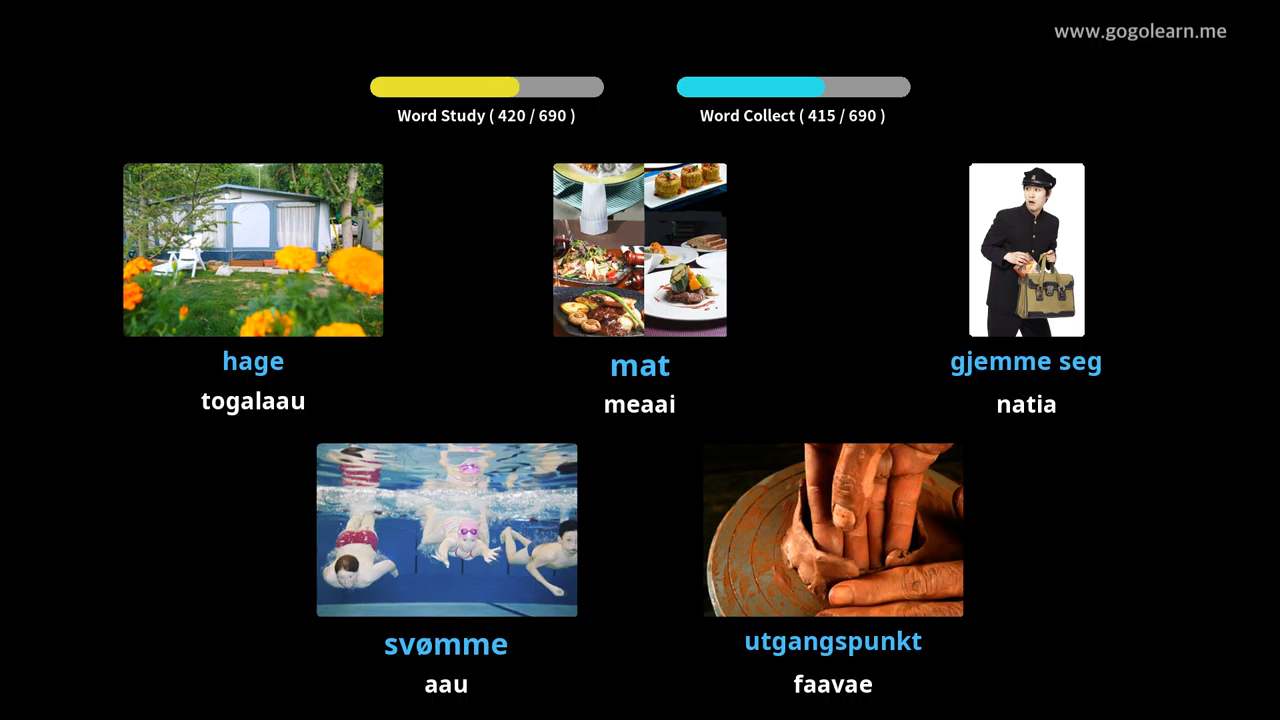 www.gogolearn.me
Word Study ( 420 / 690 )
Word Collect ( 415 / 690 )
hage
togalaau
mat
meaai
gjemme seg
natia
svømme
aau
utgangspunkt
faavae